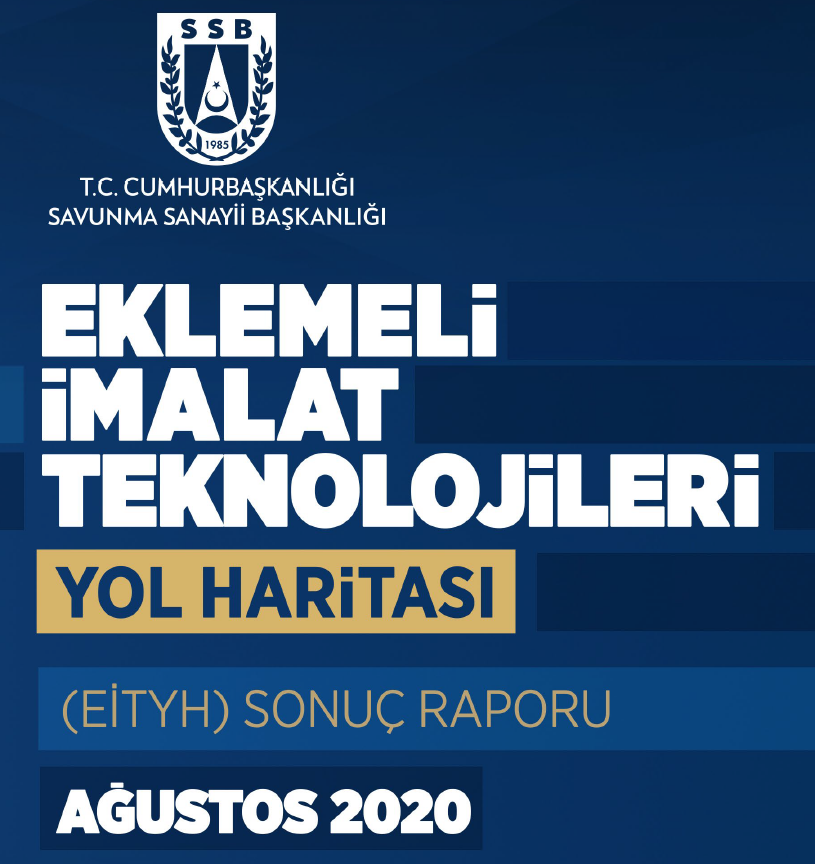 SSB
1985
T.C. CUMHURBAŞKANLIĞI
SAVUNMA SANAYİİ BAŞKANLIĞI
EKLEMELİ
İMALAT
TEKNOLOJİLERİ
YOL HARİTASI
(EİTYH) SONUÇ RAPORU
AĞUSTOS 2020